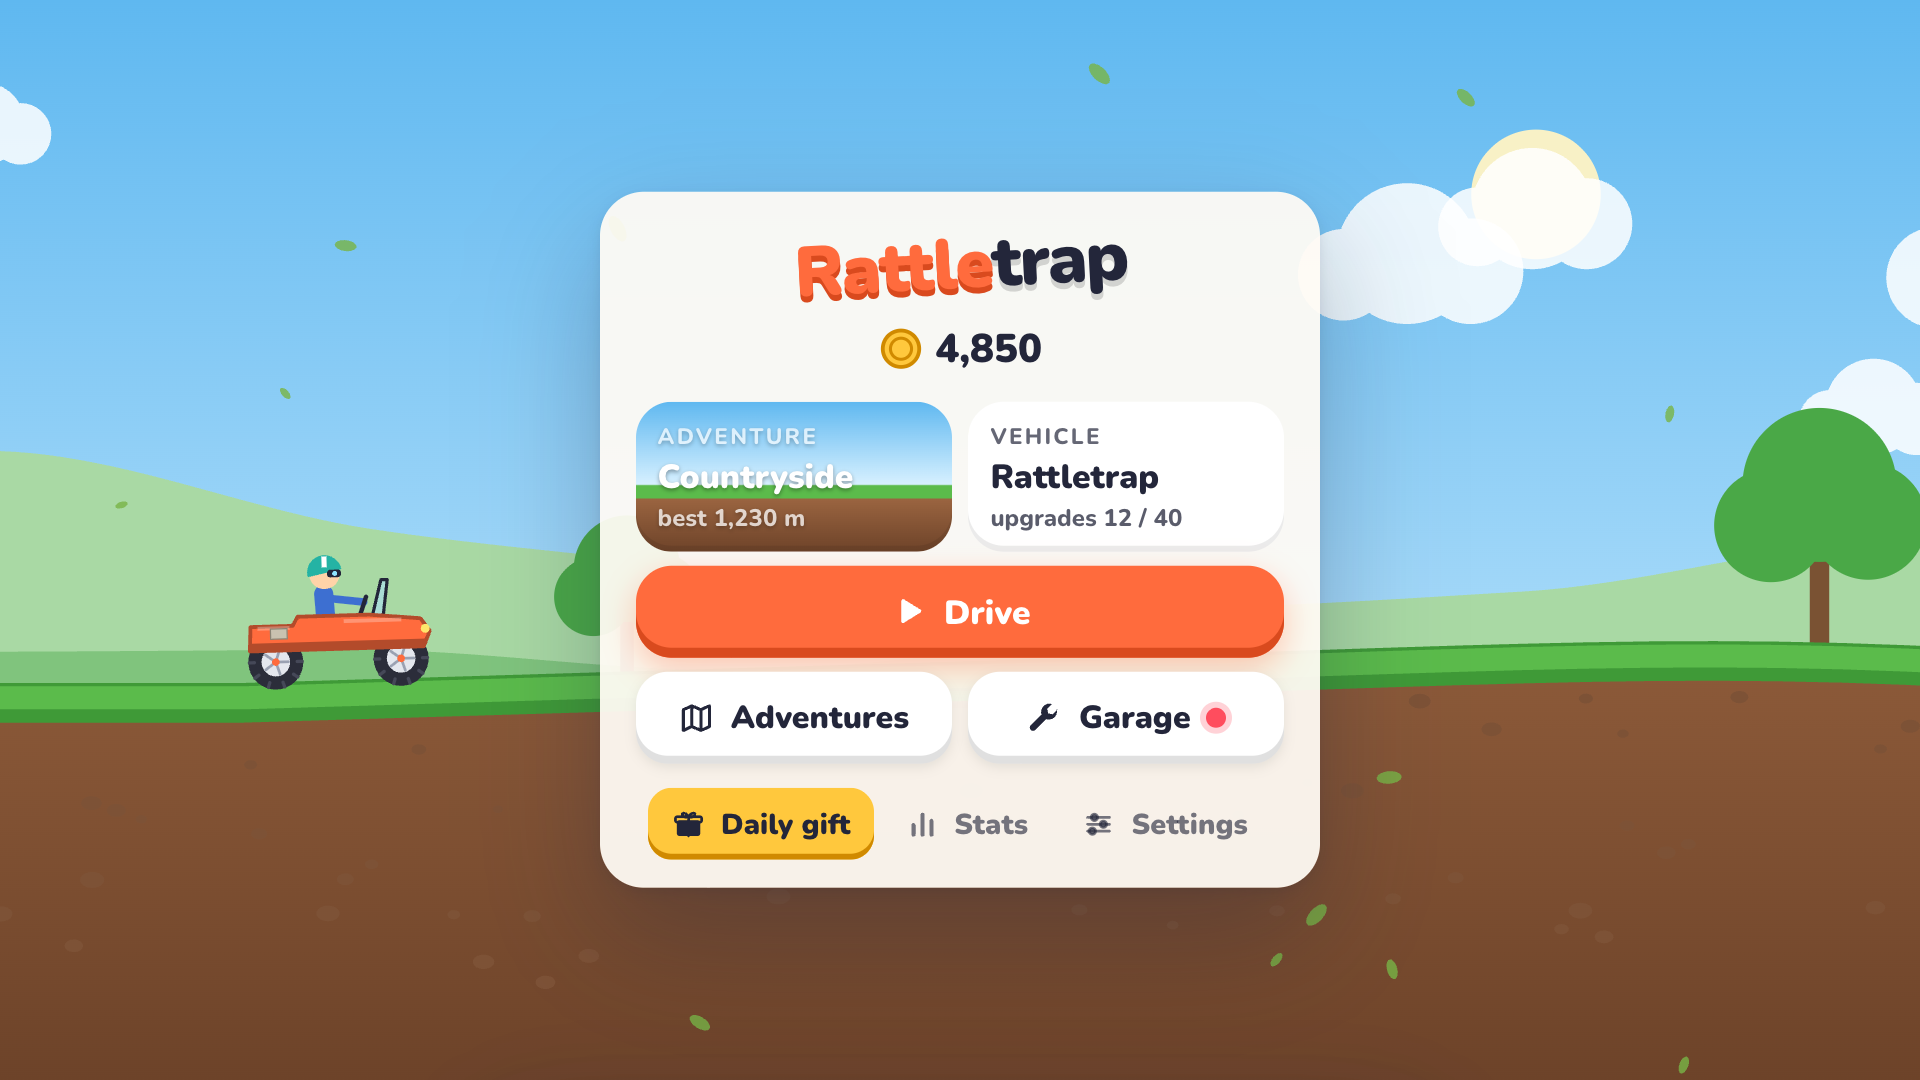 Rattletrap
4,850
ADVENTURE
Countryside
best 1,230 m
VEHICLE
Rattletrap
upgrades 12 / 40
Drive
Adventures
Garage
Daily gift
Stats
Settings